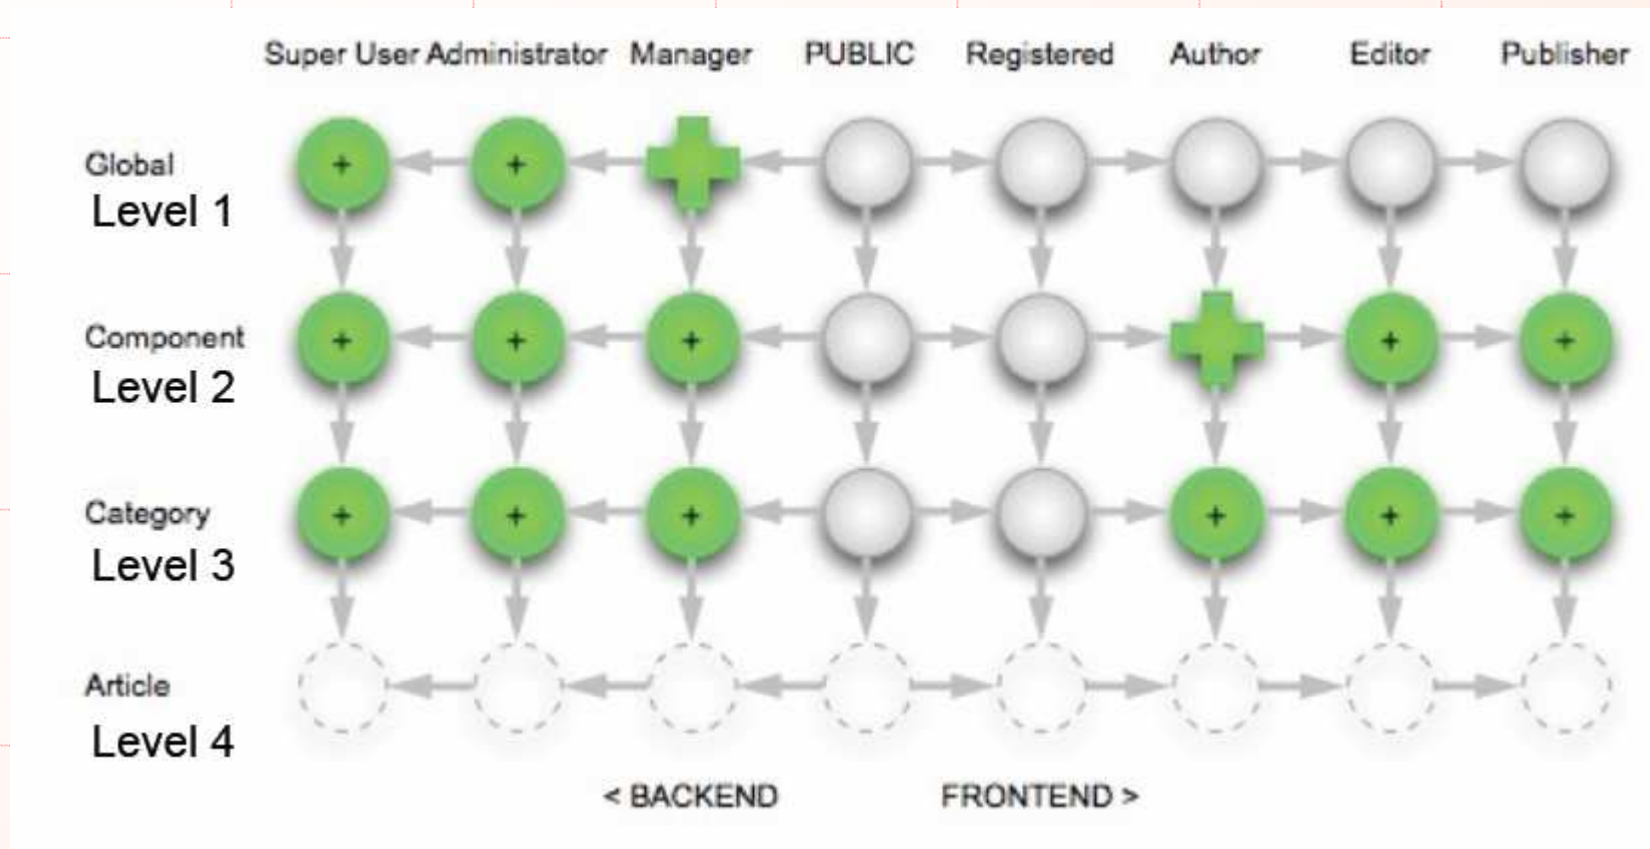 Super User Administrator Manager PUBLIC Registered Author Editor Publisher
Global
Level 1
+ +
Component
Level 2
+ + + + +
Category
Level 3
+ + + + + +
Article
Level 4
< BACKEND FRONTEND >